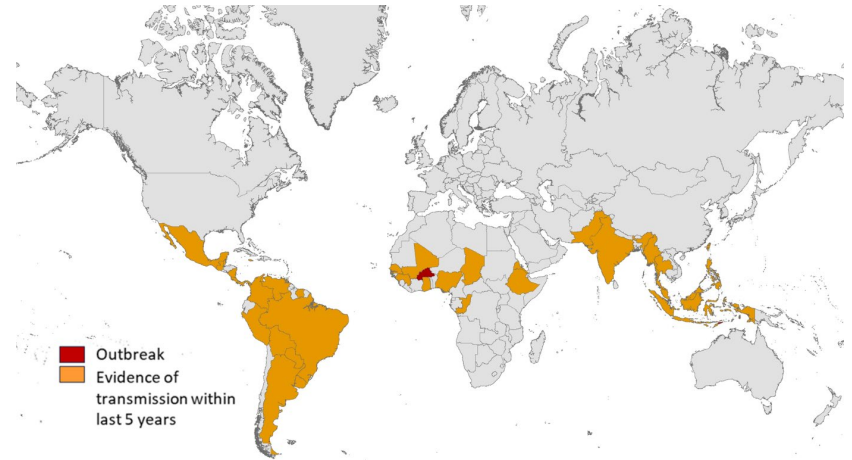 Outbreak
Evidence of
transmission within
last 5 years